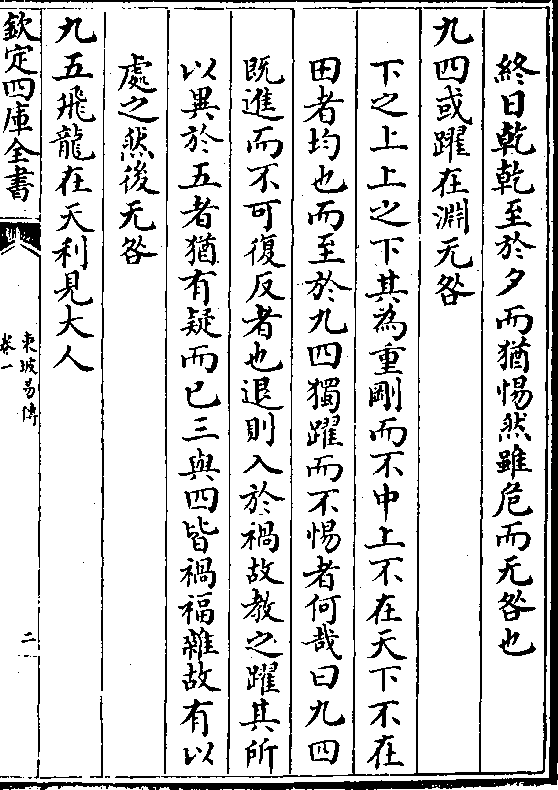 終日乾乾至於夕而猶惕然雖危而无咎也
九四或躍在淵无咎
下之上上之下其為重剛而不中上不在天下不在
田者均也而至於九四獨躍而不惕者何哉曰九四
既進而不可復反者也退則入於禍故教之躍其所
以異於五者猶有疑而已三與四皆禍福雜故有以
處之然後无咎
九五飛龍在天利見大人
欽定四庫全書
東坡易傳
卷一
二